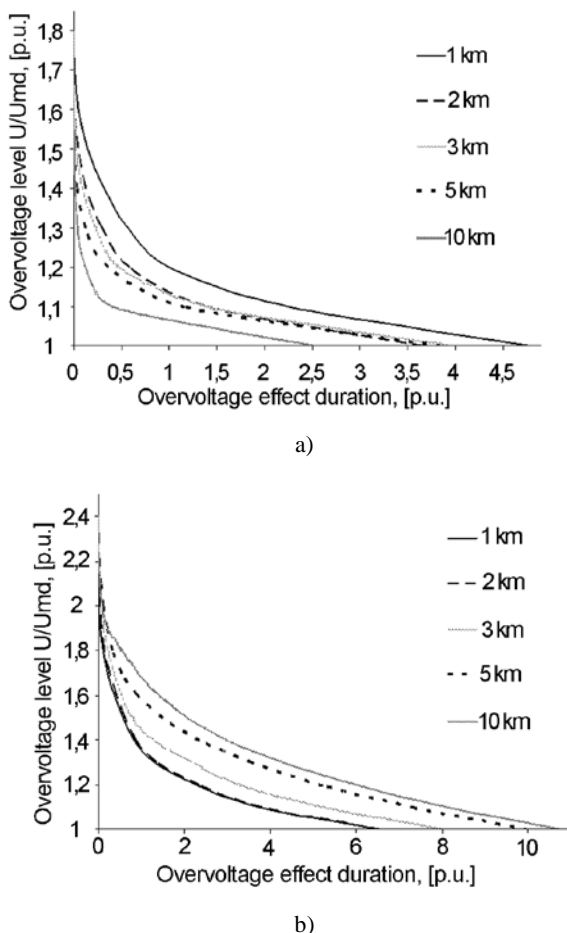 Overvoltage level U/Umd, [p.u.]
1,8
1,7
1,6
1,5
1,4
1,3
1,2
1,1
1
0 0,5 1 1,5 2 2,5 3 3,5 4 4,5
Overvoltage effect duration, [p.u.]
1 km
2 km
3 km
5 km
10 km
a)
Overvoltage level U/Umd, [p.u.]
2,4
2,2
2
1,8
1,6
1,4
1,2
1
0 2 4 6 8 10
Overvoltage effect duration, [p.u.]
1 km
2 km
3 km
5 km
10 km
b)